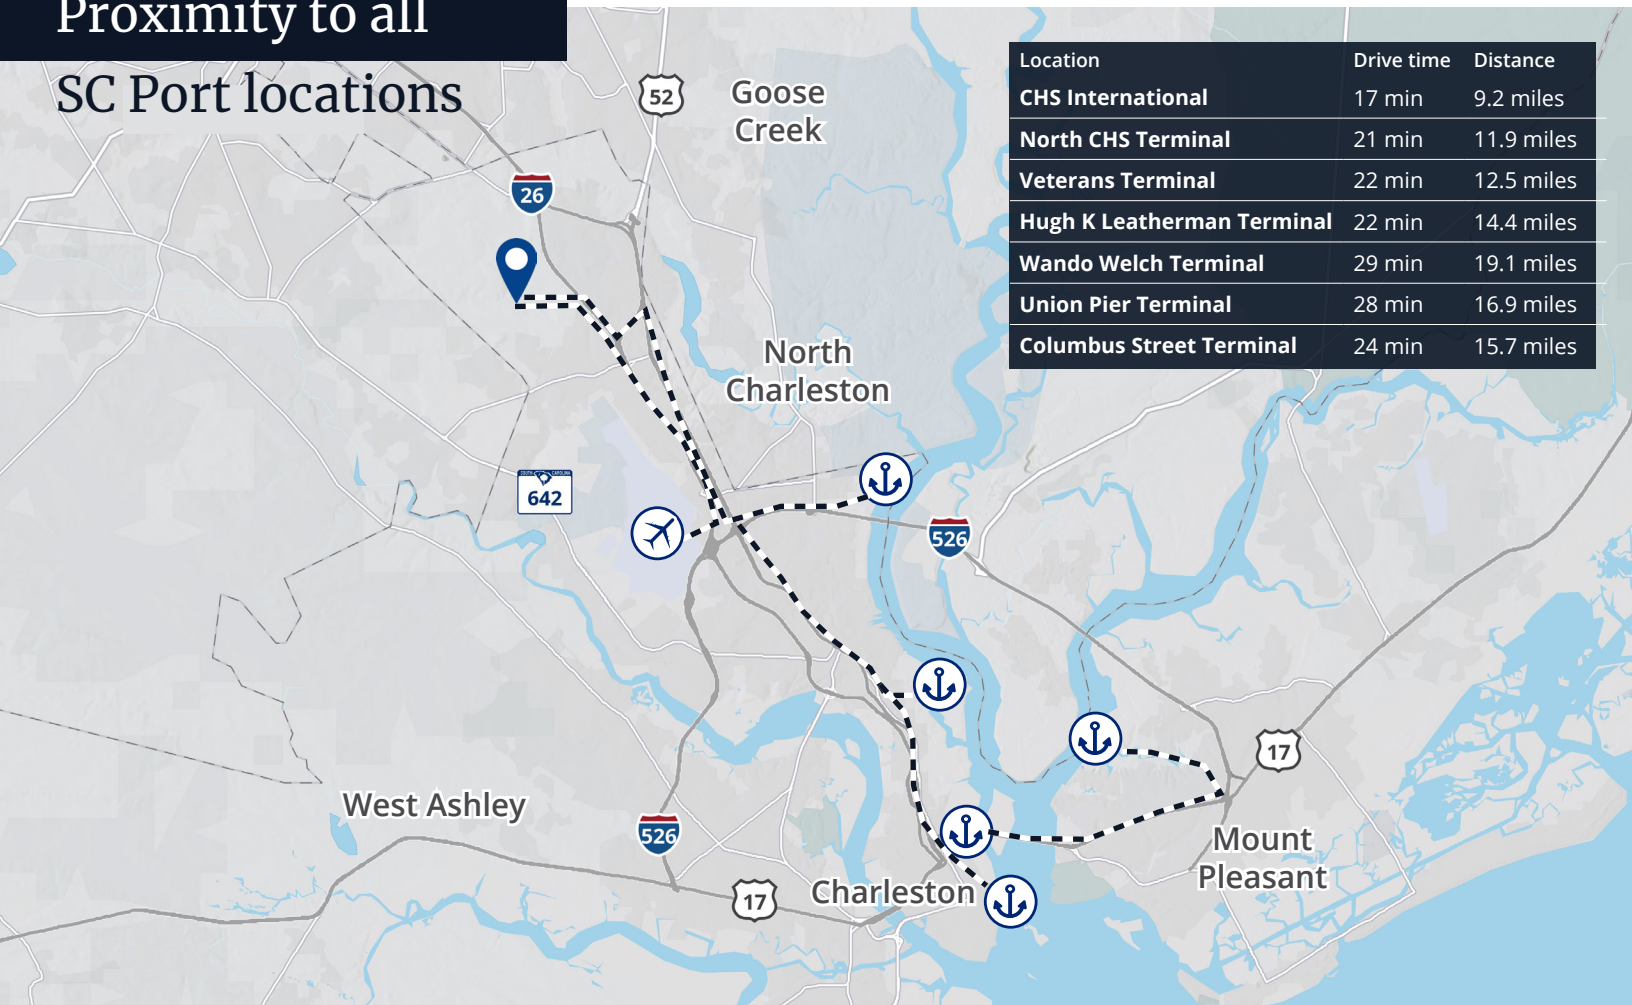 Proximity to all
SC Port locations
Location Drive time Distance
CHS International 17 min 9.2 miles
North CHS Terminal 21 min 11.9 miles
Veterans Terminal 22 min 12.5 miles
Hugh K Leatherman Terminal 22 min 14.4 miles
Wando Welch Terminal 29 min 19.1 miles
Union Pier Terminal 28 min 16.9 miles
Columbus Street Terminal 24 min 15.7 miles
52
Goose
Creek
26
North
Charleston
SOUTH CAROLINA
642
526
17
West Ashley
526
Mount
Pleasant
17
Charleston